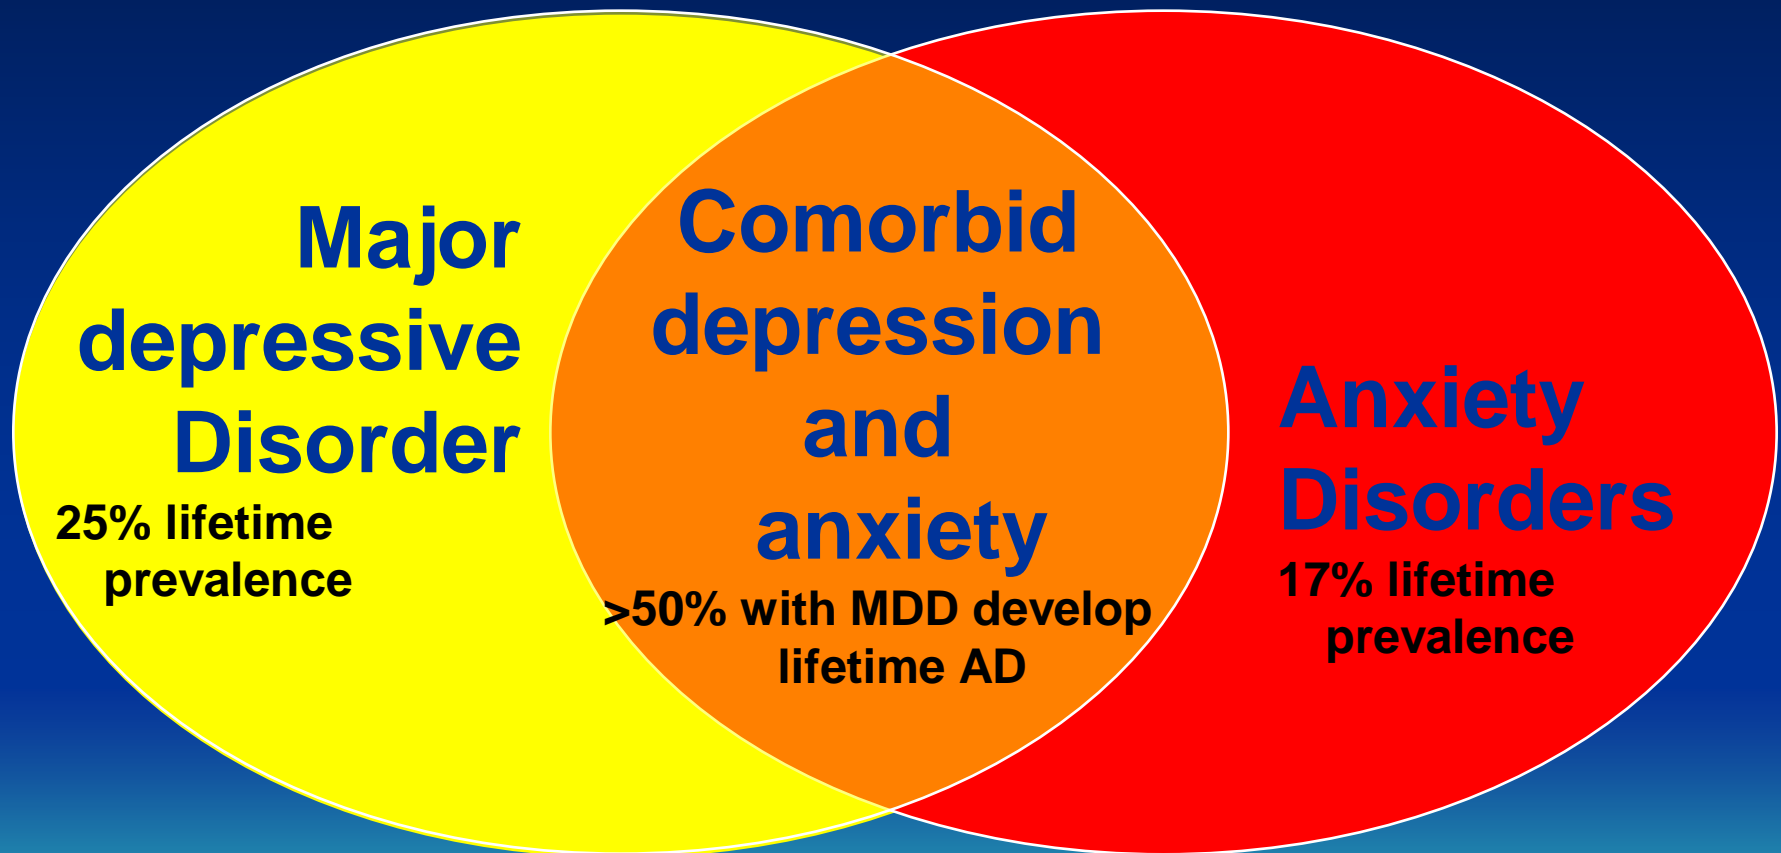 Major
depressive
Disorder
25% lifetime
prevalence
Comorbid
depression
and
anxiety
>50% with MDD develop
lifetime AD
Anxiety
Disorders
17% lifetime
prevalence